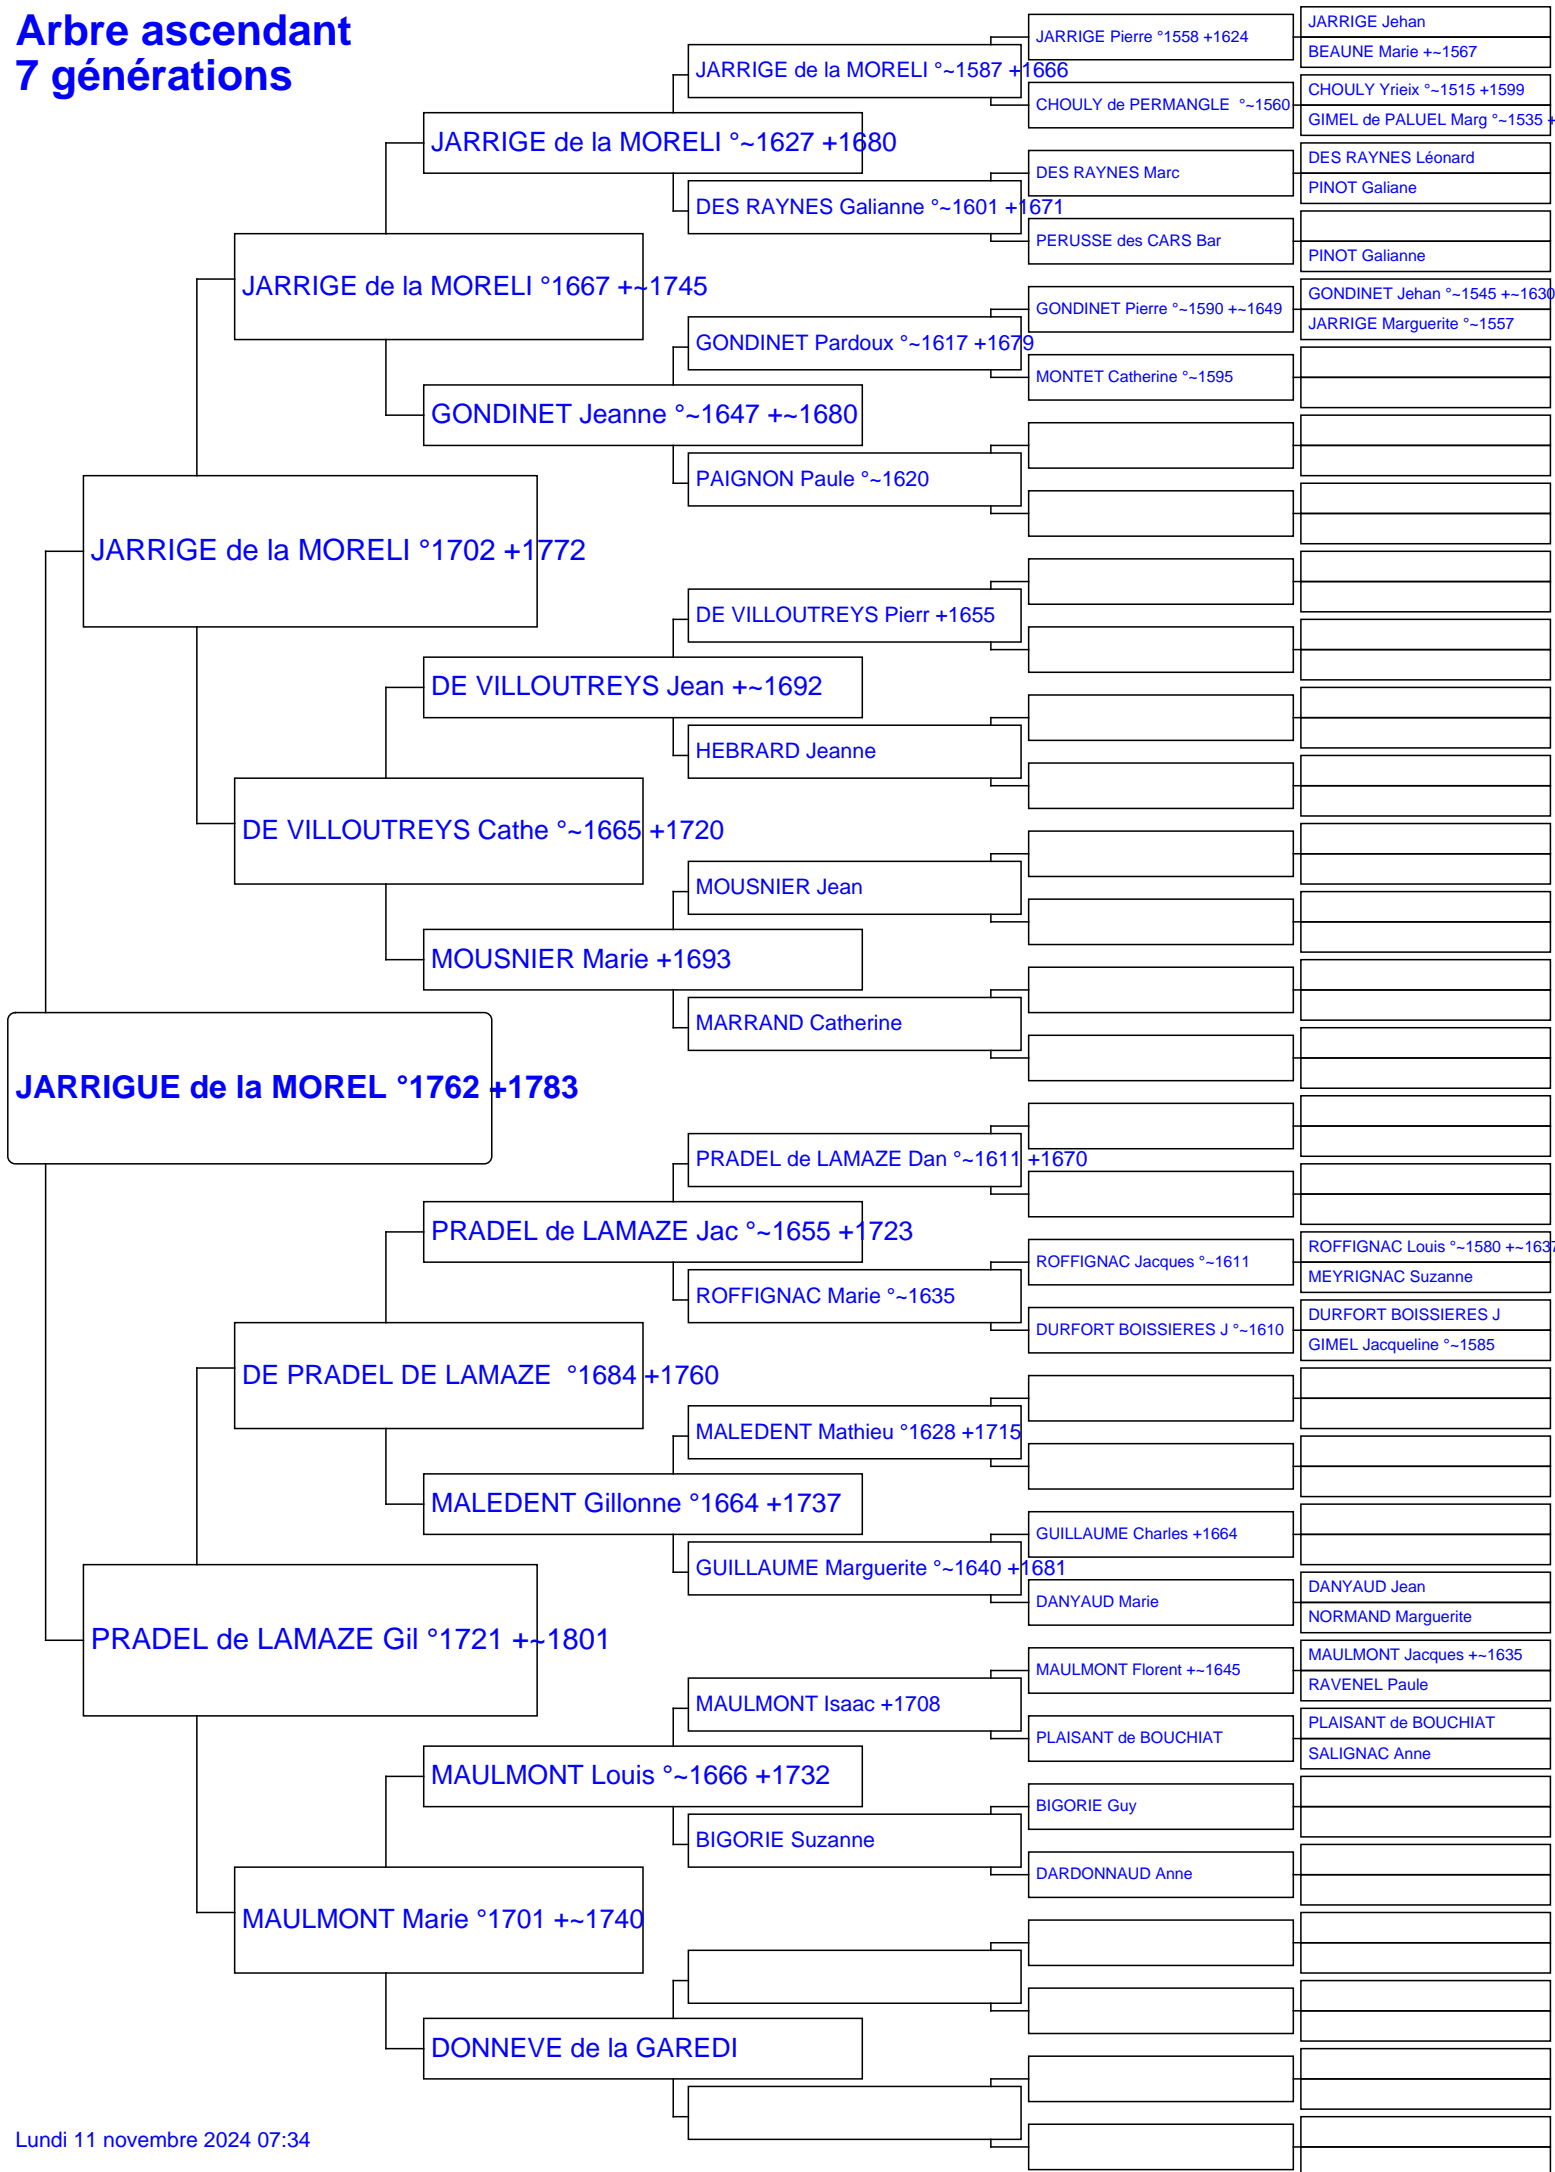 Arbre ascendant
7 générations
JARRIGUE de la MOREL °1762 +1783
JARRIGE de la MORELI °1702 +1772
PRADEL de LAMAZE Gil °1721 +~1801
JARRIGE de la MORELI °1667 +~1745
DE VILLOUTREYS Cathe °~1665 +1720
DE PRADEL DE LAMAZE  °1684 +1760
MAULMONT Marie °1701 +~1740
JARRIGE de la MORELI °~1627 +1680
GONDINET Jeanne °~1647 +~1680
DE VILLOUTREYS Jean +~1692
MOUSNIER Marie +1693
PRADEL de LAMAZE Jac °~1655 +1723
MALEDENT Gillonne °1664 +1737
MAULMONT Louis °~1666 +1732
DONNEVE de la GAREDI
JARRIGE de la MORELI °~1587 +1666
DES RAYNES Galianne °~1601 +1671
GONDINET Pardoux °~1617 +1679
PAIGNON Paule °~1620
DE VILLOUTREYS Pierr +1655
HEBRARD Jeanne
MOUSNIER Jean
MARRAND Catherine
PRADEL de LAMAZE Dan °~1611 +1670
ROFFIGNAC Marie °~1635
MALEDENT Mathieu °1628 +1715
GUILLAUME Marguerite °~1640 +1681
MAULMONT Isaac +1708
BIGORIE Suzanne
JARRIGE Pierre °1558 +1624
CHOULY de PERMANGLE  °~1560
DES RAYNES Marc
PERUSSE des CARS Bar
GONDINET Pierre °~1590 +~1649
MONTET Catherine °~1595
ROFFIGNAC Jacques °~1611
DURFORT BOISSIERES J °~1610
GUILLAUME Charles +1664
DANYAUD Marie
MAULMONT Florent +~1645
PLAISANT de BOUCHIAT
BIGORIE Guy
DARDONNAUD Anne
JARRIGE Jehan
BEAUNE Marie +~1567
CHOULY Yrieix °~1515 +1599
GIMEL de PALUEL Marg °~1535 +
DES RAYNES Léonard
PINOT Galiane
PINOT Galianne
GONDINET Jehan °~1545 +~1630
JARRIGE Marguerite °~1557
ROFFIGNAC Louis °~1580 +~1637
MEYRIGNAC Suzanne
DURFORT BOISSIERES J
GIMEL Jacqueline °~1585
DANYAUD Jean
NORMAND Marguerite
MAULMONT Jacques +~1635
RAVENEL Paule
PLAISANT de BOUCHIAT
SALIGNAC Anne
Lundi 11 novembre 2024 07:34